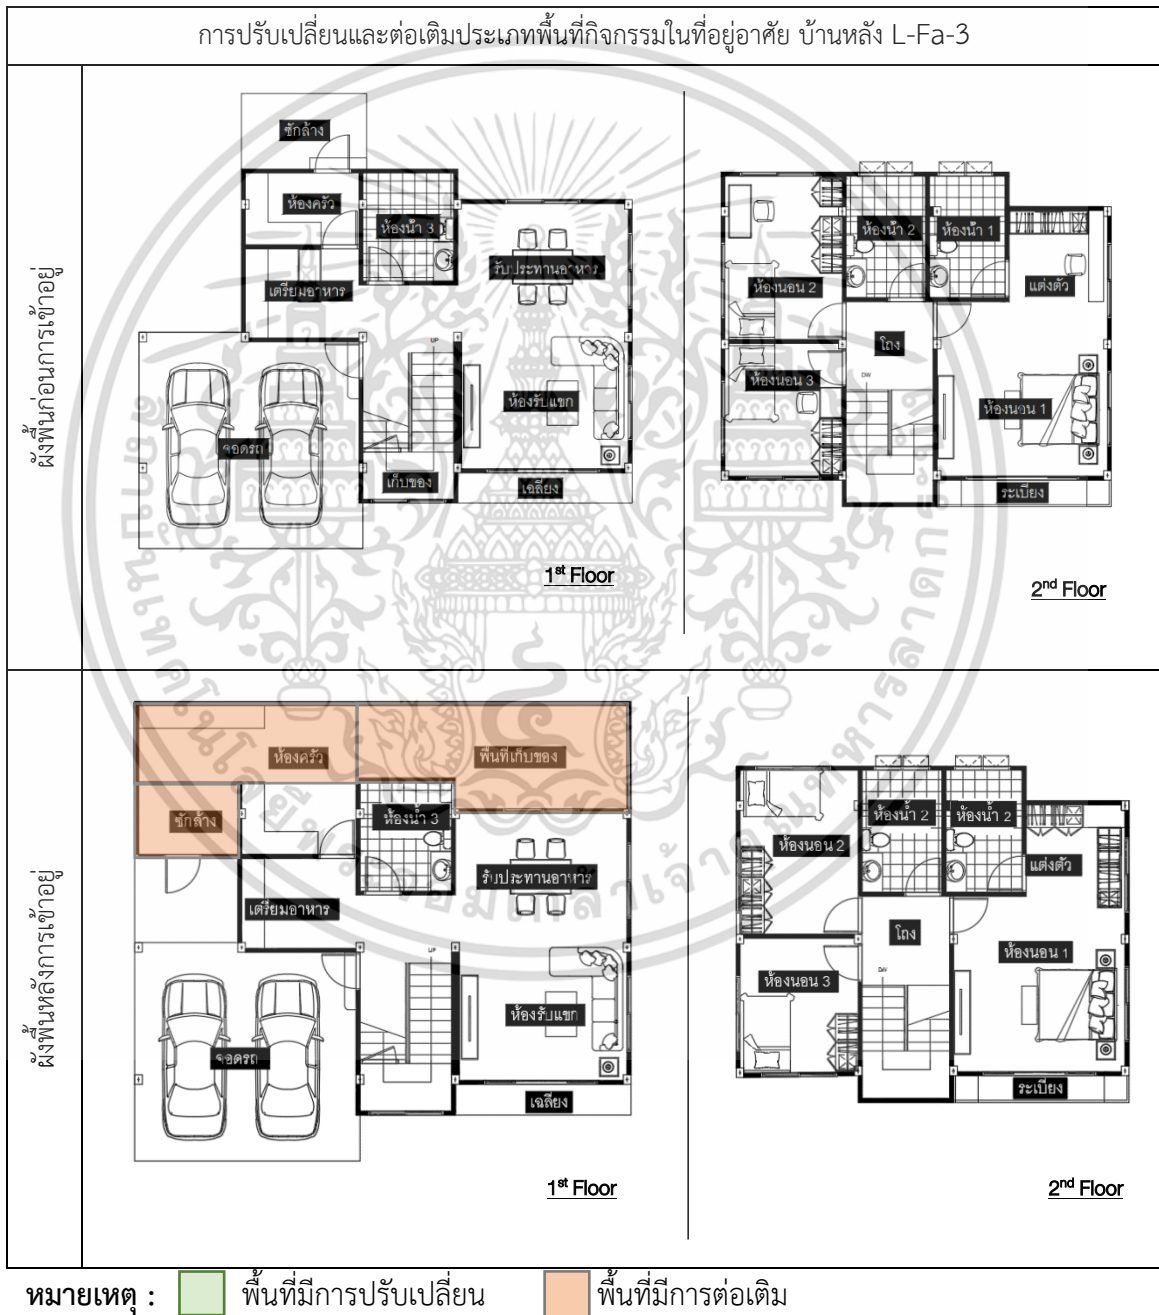 การปรับเปลี่ยนและต่อเติมประเภทพื้นที่กิจกรรมในที่อยู่อาศัย บ้านหลัง L-Fa-3
ผังพื้นก่อนการเข้าอยู่
ซักล้าง
ห้องครัว
ห้องน้ำ 3
รับประทานอาหาร
เตรียมอาหาร
UP
ห้องรับแขก
จอดรถ
เก็บของ
เฉลียง
1st Floor
ห้องน้ำ 2
ห้องน้ำ 1
ห้องนอน 2
แต่งตัว
โถง
ห้องนอน 3
DW
ห้องนอน 1
ระเบียง
2nd Floor
ผังพื้นหลังการเข้าอยู่
ห้องครัว
พื้นที่เก็บของ
ซักล้าง
ห้องน้ำ 3
รับประทานอาหาร
เตรียมอาหาร
UP
ห้องรับแขก
จอดรถ
เฉลียง
1st Floor
ห้องน้ำ 2
ห้องน้ำ 2
ห้องนอน 2
แต่งตัว
โถง
ห้องนอน 1
ห้องนอน 3
DW
ระเบียง
2nd Floor
หมายเหตุ : พื้นที่มีการปรับเปลี่ยน พื้นที่มีการต่อเติม